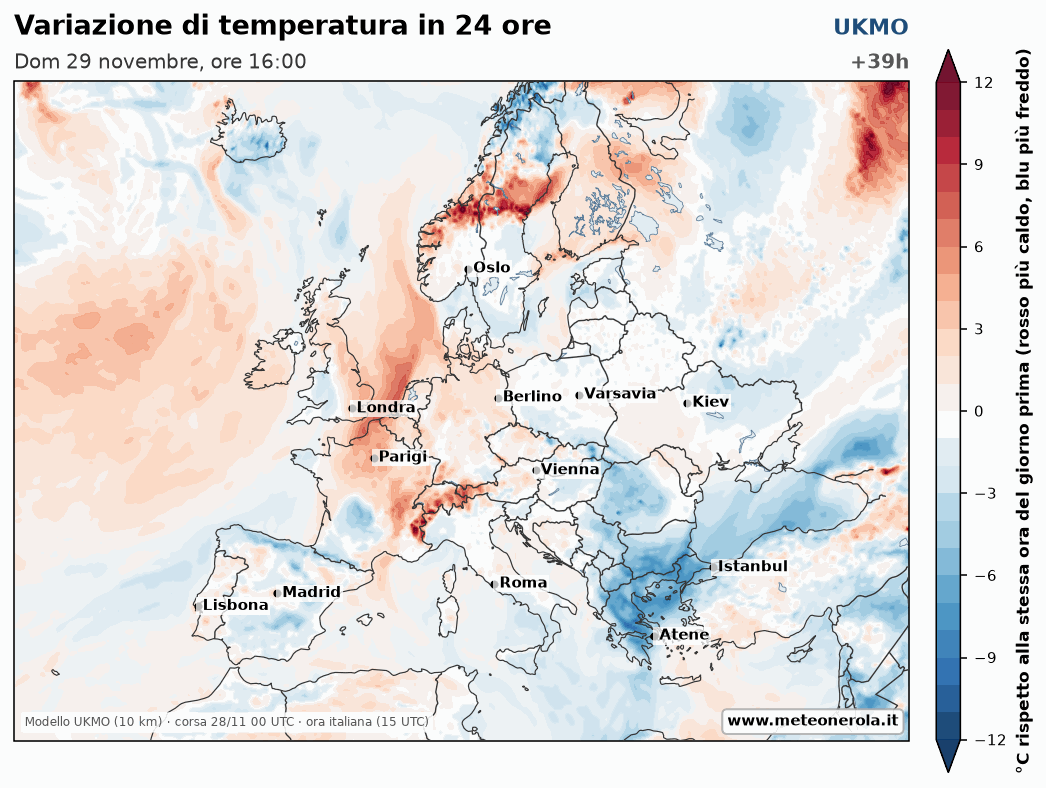 Variazione di temperatura in 24 ore
UKMO
Dom 29 novembre, ore 16:00
+39h
Oslo
Londra
Berlino
Varsavia
Kiev
Parigi
Vienna
Istanbul
Madrid
Roma
Lisbona
Atene
Modello UKMO (10 km) · corsa 28/11 00 UTC · ora italiana (15 UTC)
www.meteonerola.it
12
9
6
3
0
−3
−6
−9
−12
°C rispetto alla stessa ora del giorno prima (rosso più caldo, blu più freddo)